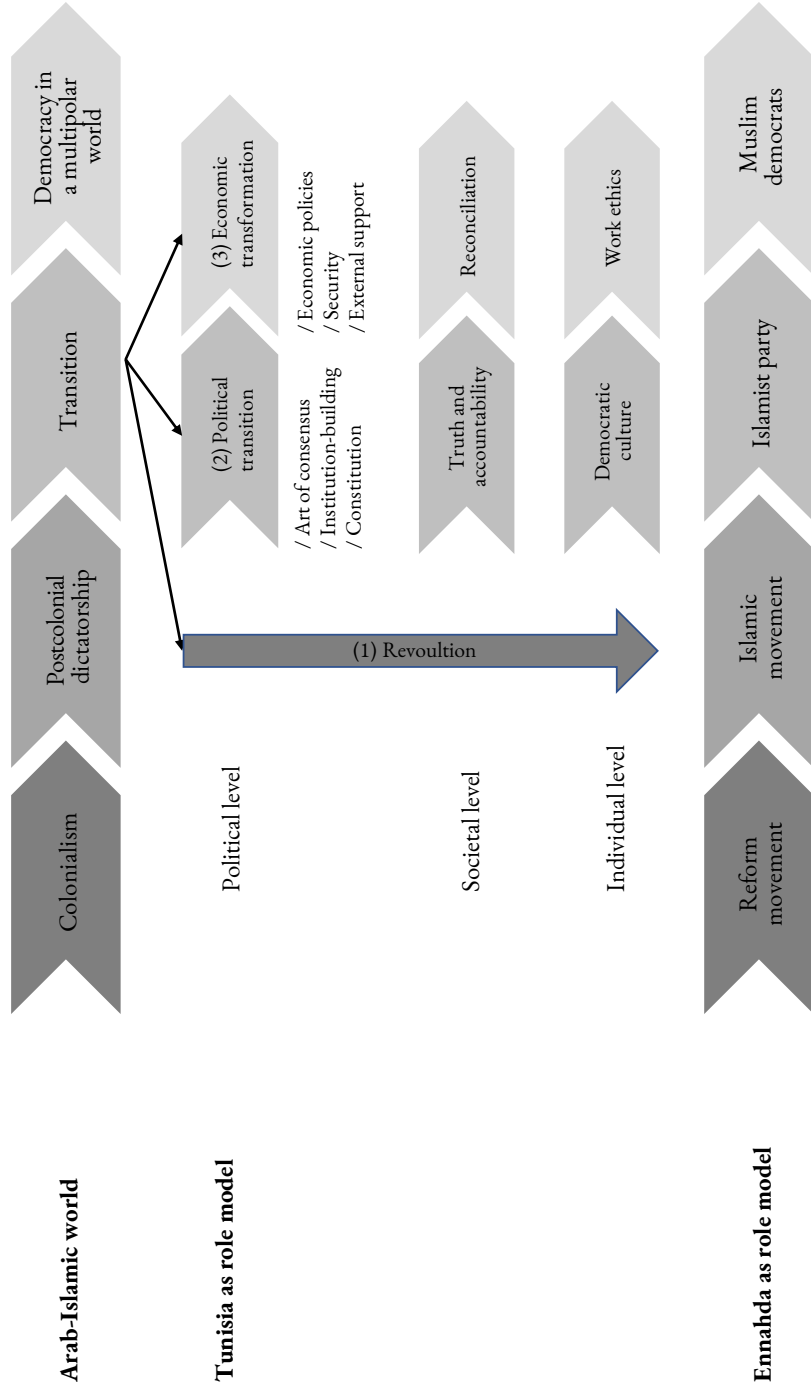 Arab-Islamic world
Colonialism
Postcolonial
dictatorship
Transition
Democracy in
a multipolar
world
Tunisia as role model
Political level
(1) Revoultion
(2) Political
transition
/ Art of consensus
/ Institution-building
/ Constitution
(3) Economic
transformation
/ Economic policies
/ Security
/ External support
Societal level
Truth and
accountability
Reconciliation
Individual level
Democratic
culture
Work ethics
Ennahda as role model
Reform
movement
Islamic
movement
Islamist party
Muslim
democrats